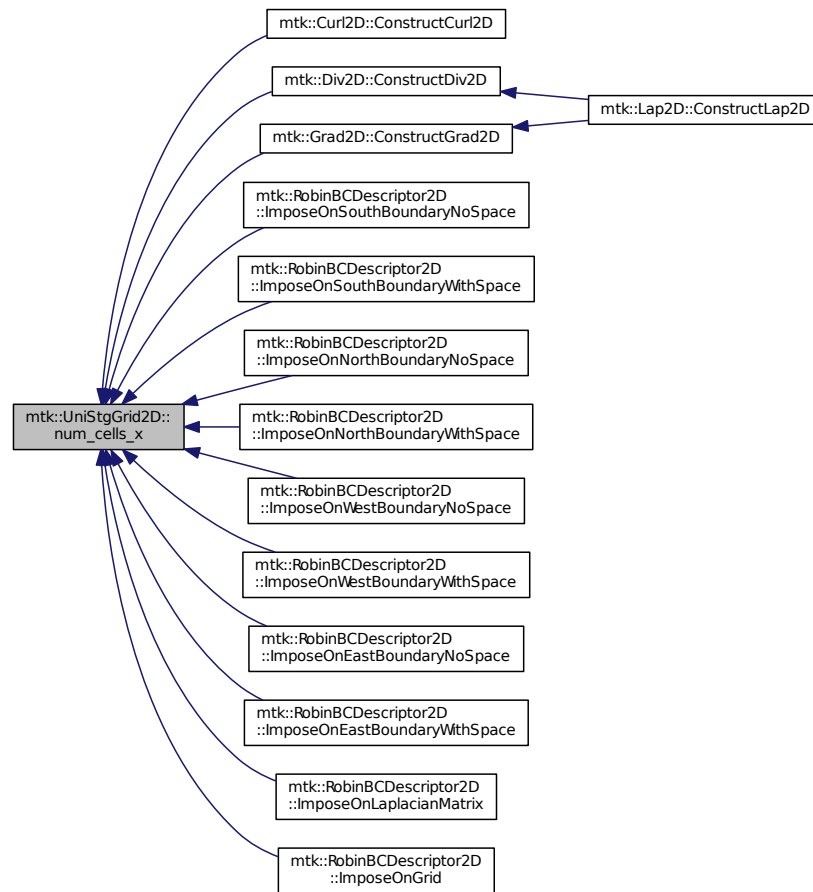 mtk::Curl2D::ConstructCurl2D
mtk::Div2D::ConstructDiv2D
mtk::Lap2D::ConstructLap2D
mtk::Grad2D::ConstructGrad2D
mtk::RobinBCDescriptor2D
::ImposeOnSouthBoundaryNoSpace
mtk::RobinBCDescriptor2D
::ImposeOnSouthBoundaryWithSpace
mtk::RobinBCDescriptor2D
::ImposeOnNorthBoundaryNoSpace
mtk::UniStgGrid2D::
num_cells_x
mtk::RobinBCDescriptor2D
::ImposeOnNorthBoundaryWithSpace
mtk::RobinBCDescriptor2D
::ImposeOnWestBoundaryNoSpace
mtk::RobinBCDescriptor2D
::ImposeOnWestBoundaryWithSpace
mtk::RobinBCDescriptor2D
::ImposeOnEastBoundaryNoSpace
mtk::RobinBCDescriptor2D
::ImposeOnEastBoundaryWithSpace
mtk::RobinBCDescriptor2D
::ImposeOnLaplacianMatrix
mtk::RobinBCDescriptor2D
::ImposeOnGrid